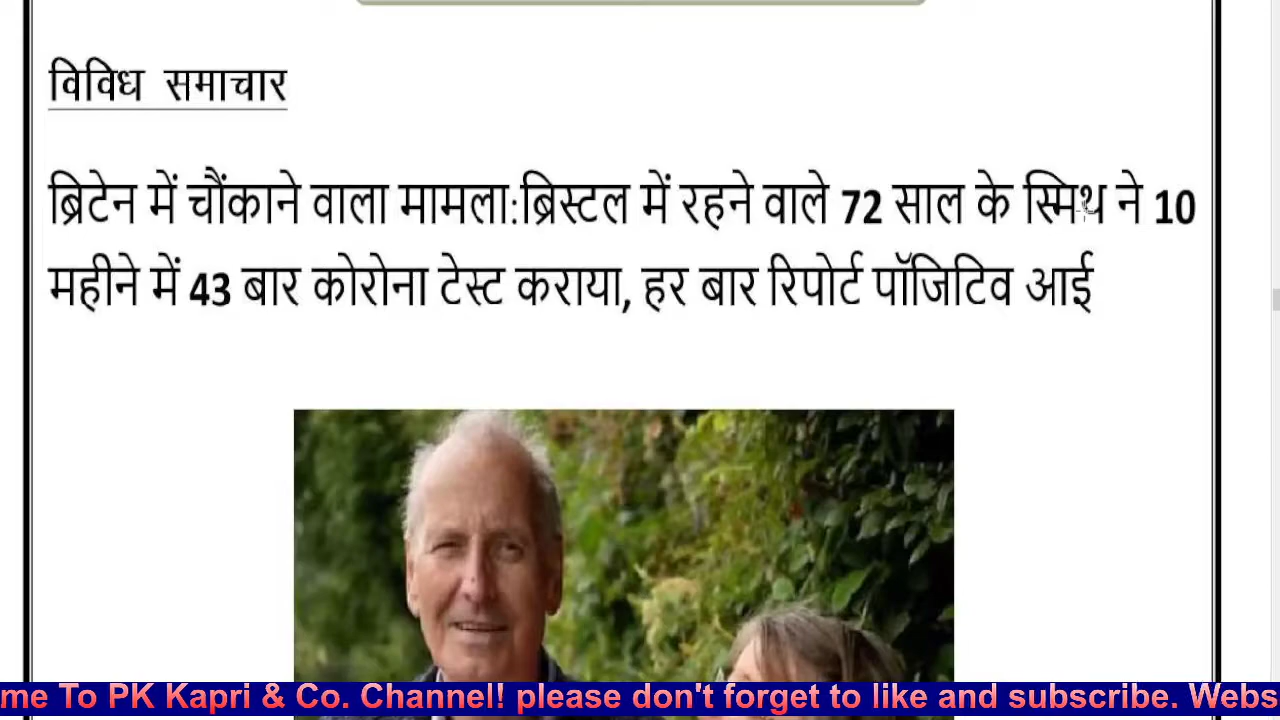 विविध समाचार
ब्रिटेन में चौंकाने वाला मामला:ब्रिस्टल में रहने वाले 72 साल के स्मिथ ने 10
महीने में 43 बार कोरोना टेस्ट कराया, हर बार रिपोर्ट पॉजिटिव आई
me To PK Kapri & Co. Channel! please don't forget to like and subscribe. Webs